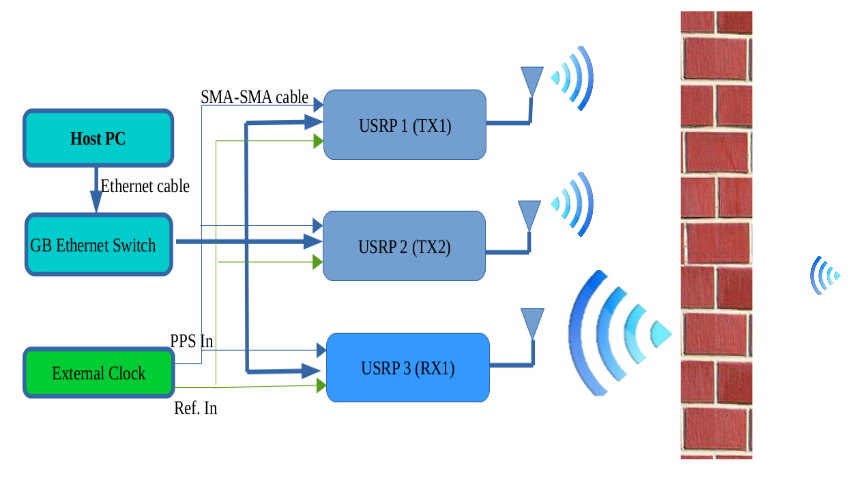 SMA-SMA cable
USRP 1 (TX1)
Host PC
Ethernet cable
GB Ethernet Switch
USRP 2 (TX2)
PPS In
External Clock
USRP 3 (RX1)
Ref. In